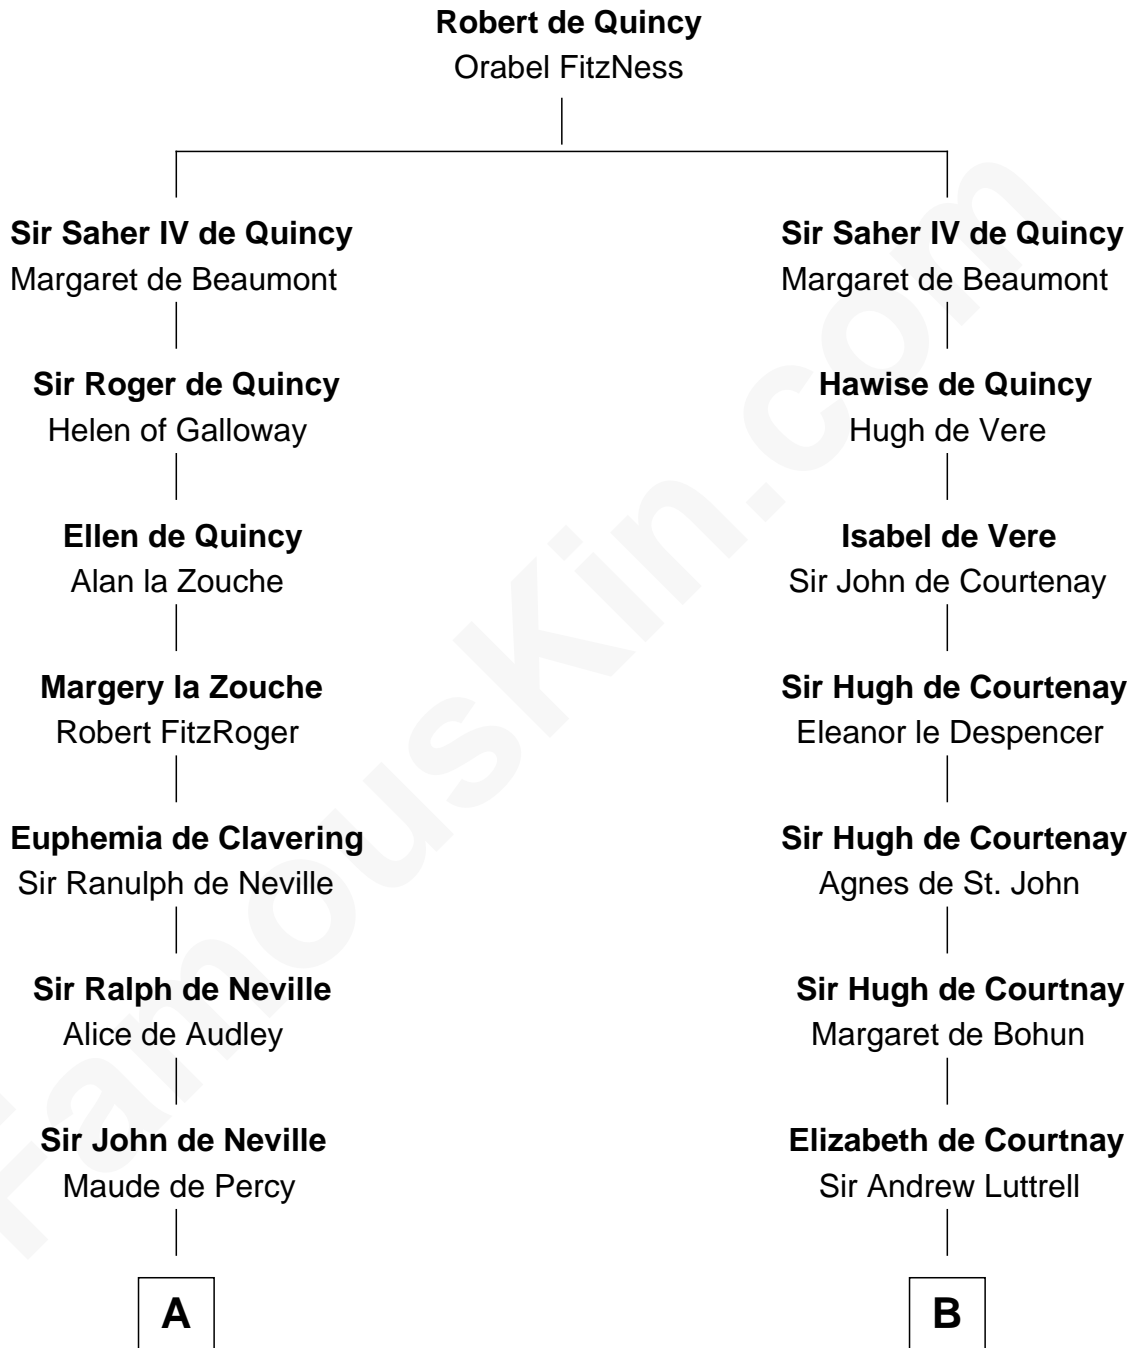 Robert de Quincy
Orabel FitzNess
Sir Saher IV de Quincy
Margaret de Beaumont
Sir Saher IV de Quincy
Margaret de Beaumont
Sir Roger de Quincy
Helen of Galloway
Hawise de Quincy
Hugh de Vere
Ellen de Quincy
Alan la Zouche
Isabel de Vere
Sir John de Courtenay
Margery la Zouche
Robert FitzRoger
Sir Hugh de Courtenay
Eleanor le Despencer
Euphemia de Clavering
Sir Ranulph de Neville
Sir Hugh de Courtenay
Agnes de St. John
Sir Ralph de Neville
Alice de Audley
Sir Hugh de Courtnay
Margaret de Bohun
Sir John de Neville
Maude de Percy
Elizabeth de Courtnay
Sir Andrew Luttrell
A
B
FamousKin.com